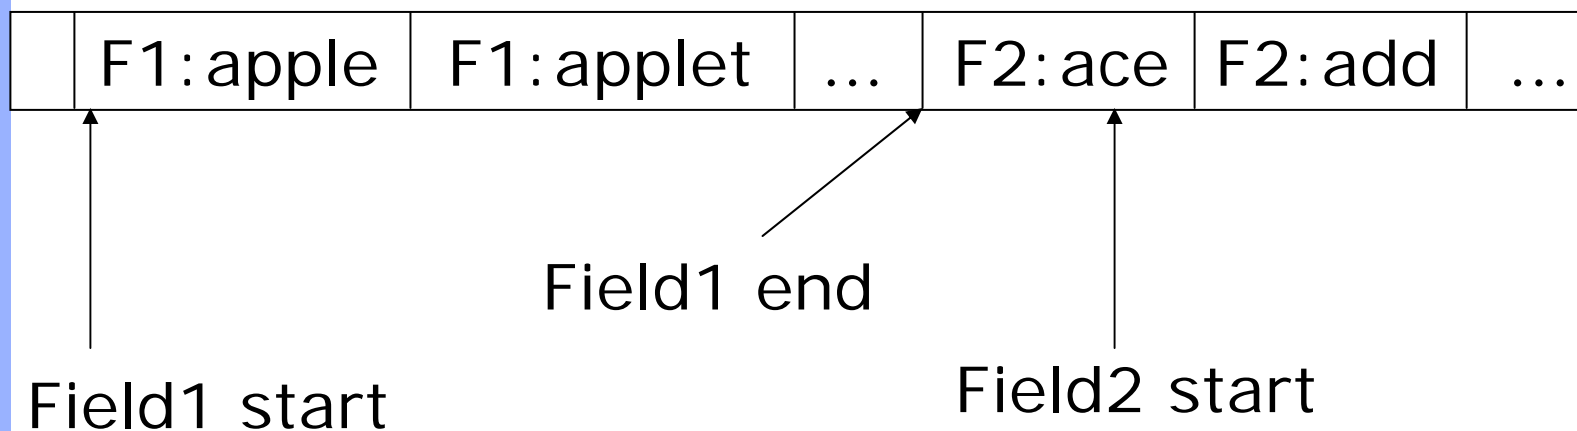 F1:apple F1:applet ... F2:ace F2:add ...
Field1 end
Field1 start Field2 start